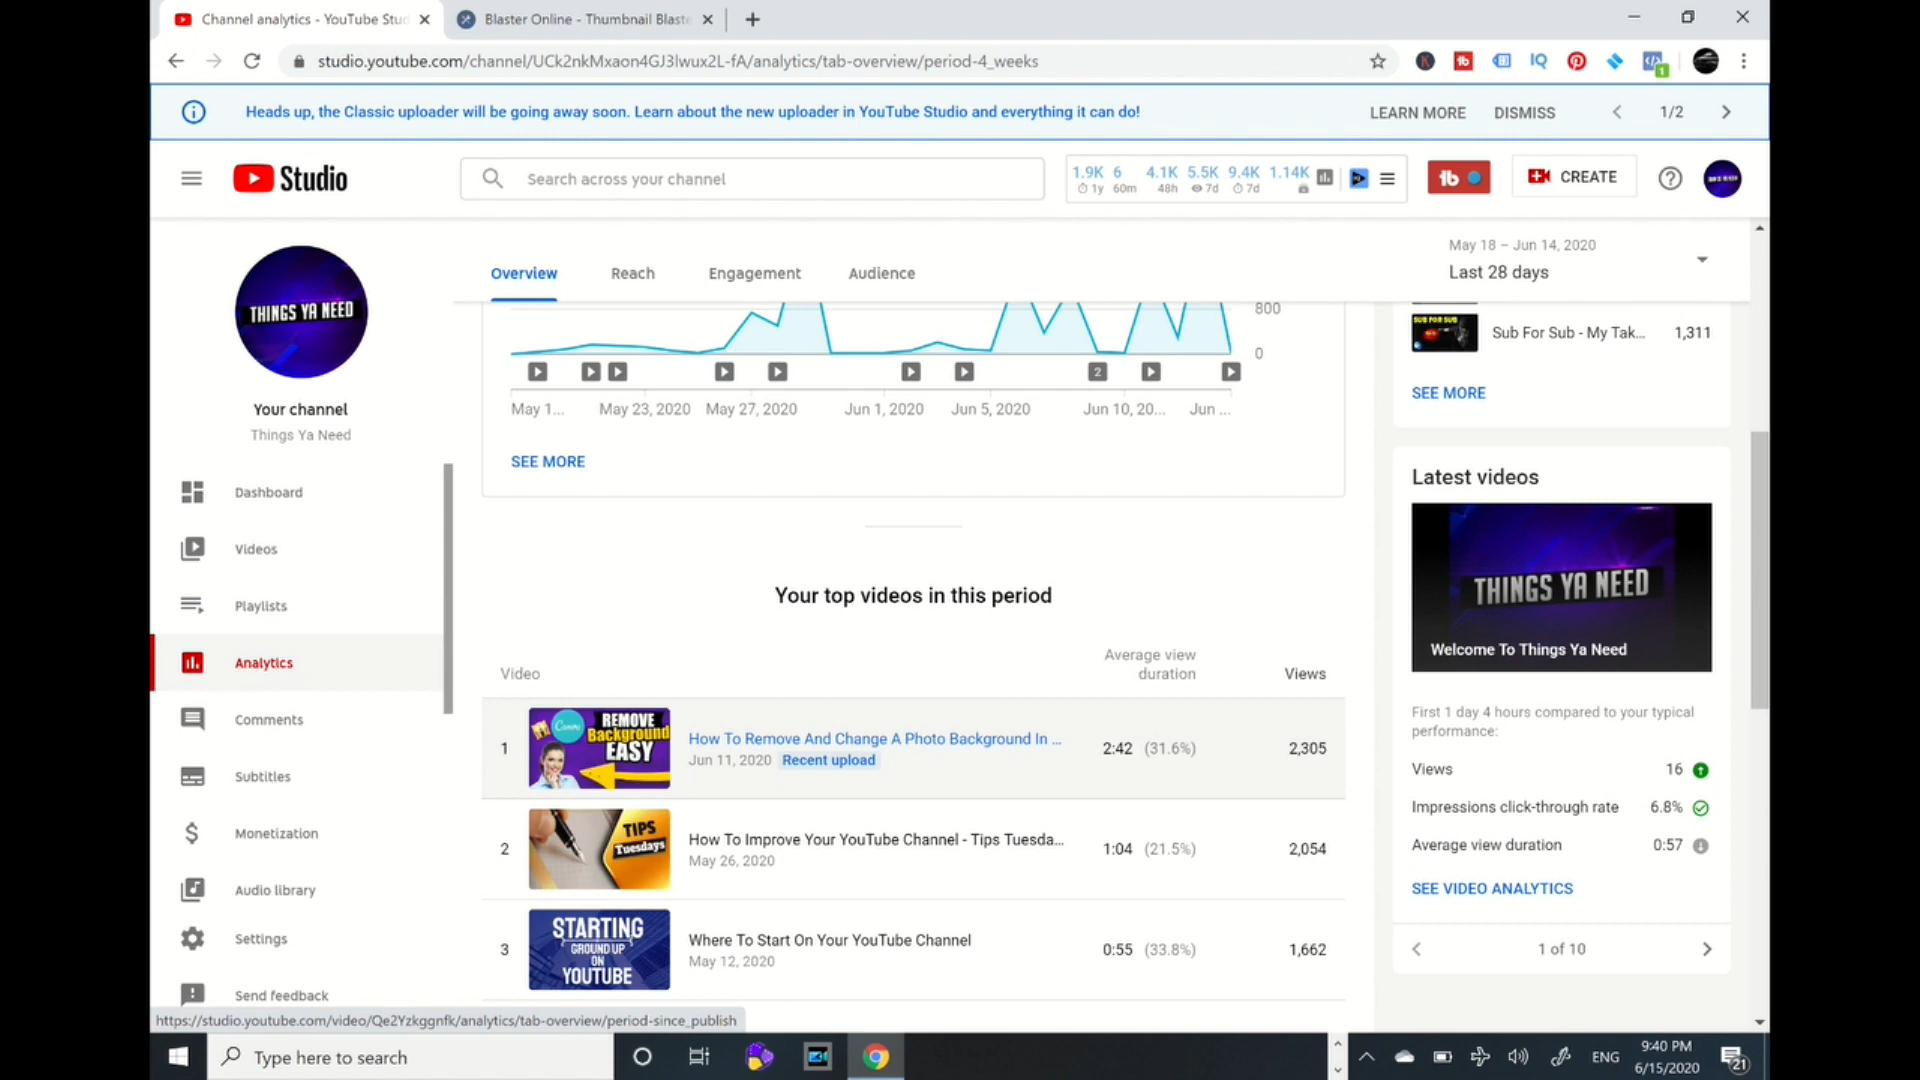 Channel analytics - YouTube Stud
Blaster Online - Thumbnail Blaste
studio.youtube.com/channel/UCk2nkMxaon4GJ3lwux2L-fA/analytics/tab-overview/period-4_weeks
Heads up, the Classic uploader will be going away soon. Learn about the new uploader in YouTube Studio and everything it can do!
LEARN MORE
DISMISS
1/2
Studio
Search across your channel
1.9K 6 4.1K 5.5K 9.4K 1.14K
1y 60m 48h 7d 7d
CREATE
THINGS YA NEED
Your channel
Things Ya Need
Dashboard
Videos
Playlists
Analytics
Comments
Subtitles
Monetization
Audio library
Settings
Send feedback
Overview
Reach
Engagement
Audience
May 18 – Jun 14, 2020
Last 28 days
800
0
2
May 1...
May 23, 2020
May 27, 2020
Jun 1, 2020
Jun 5, 2020
Jun 10, 20...
Jun ...
SEE MORE
Your top videos in this period
Video
Average view
duration
Views
1
REMOVE
Background
EASY
Canva
How To Remove And Change A Photo Background In ...
Jun 11, 2020 Recent upload
2:42 (31.6%)
2,305
2
TIPS
Tuesdays
How To Improve Your YouTube Channel - Tips Tuesda...
May 26, 2020
1:04 (21.5%)
2,054
3
STARTING
GROUND UP
ON
YOUTUBE
Where To Start On Your YouTube Channel
May 12, 2020
0:55 (33.8%)
1,662
SUB FOR SUB
Sub For Sub - My Tak...
1,311
SEE MORE
Latest videos
THINGS YA NEED
Welcome To Things Ya Need
First 1 day 4 hours compared to your typical
performance:
Views
16
Impressions click-through rate
6.8%
Average view duration
0:57
SEE VIDEO ANALYTICS
1 of 10
https://studio.youtube.com/video/Qe2Yzkggnfk/analytics/tab-overview/period-since_publish
Type here to search
ENG
9:40 PM
6/15/2020
21